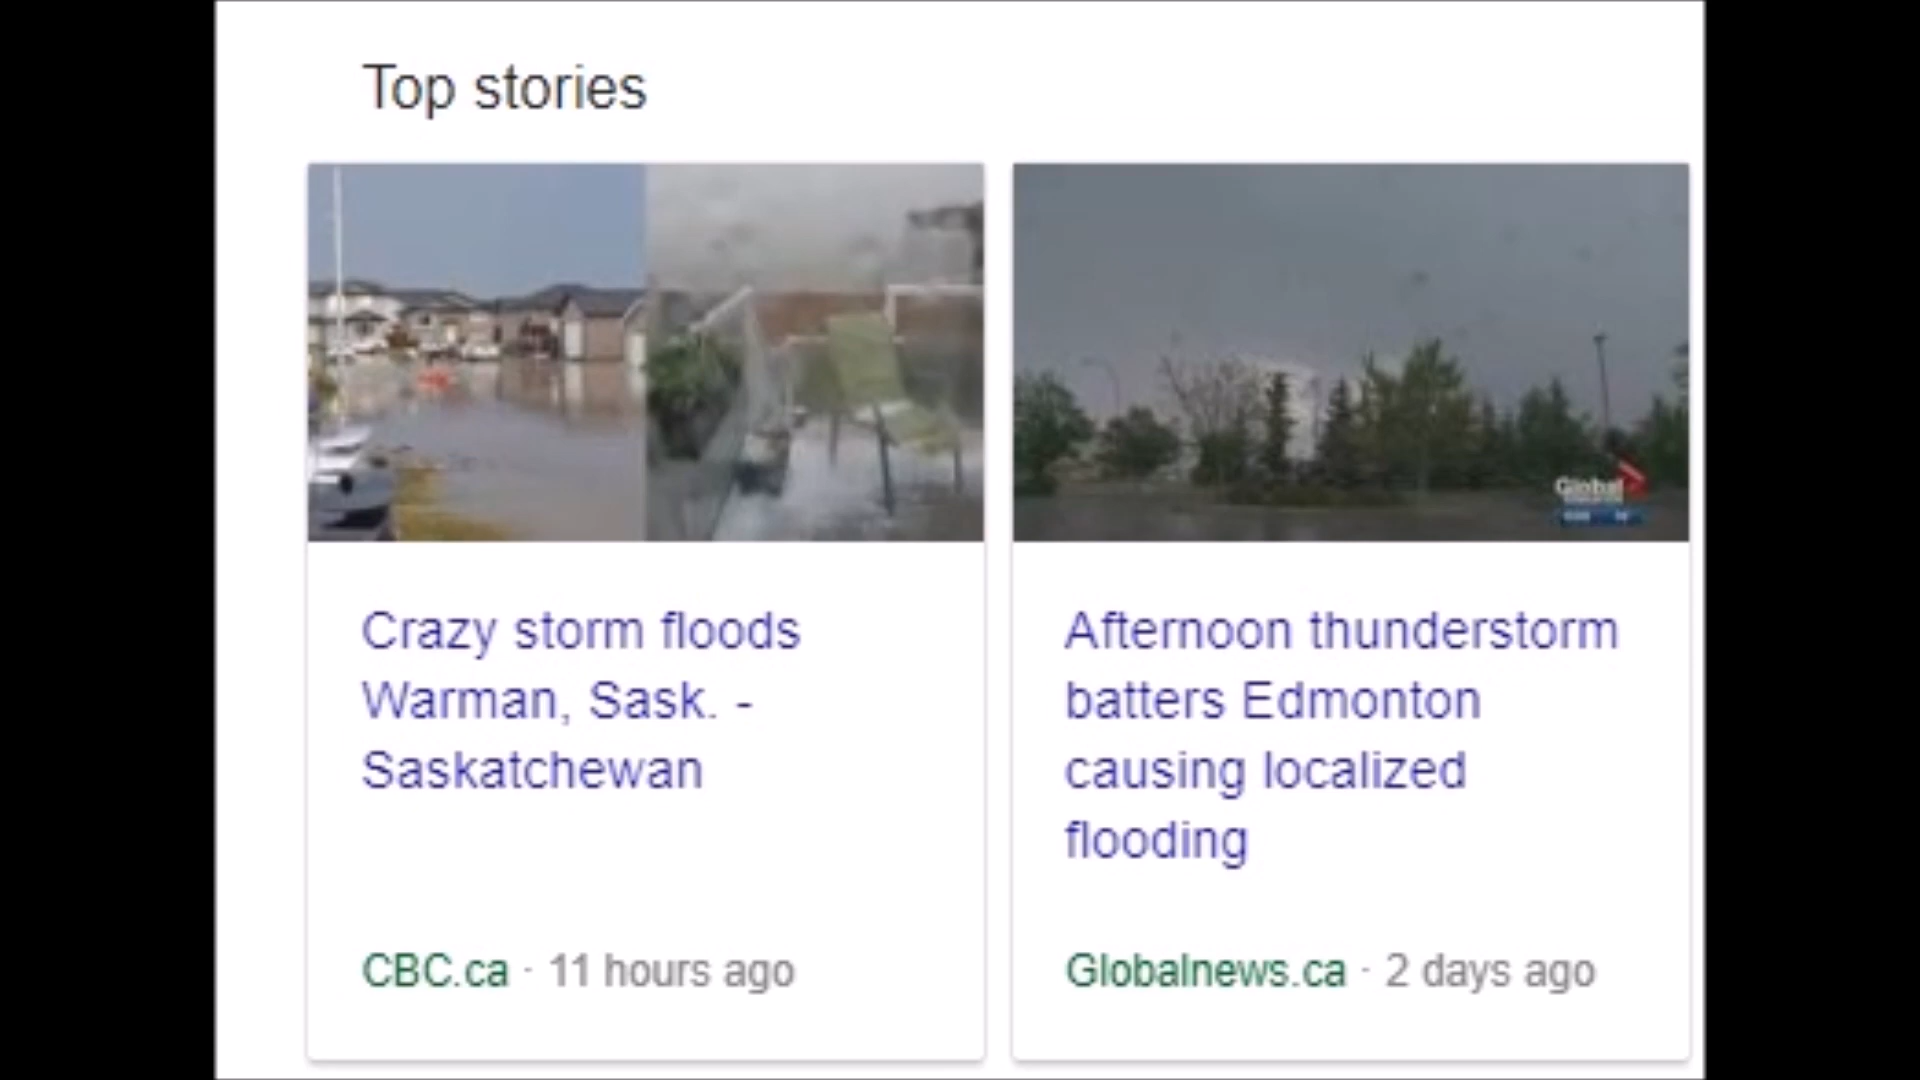 Top stories
Global
Crazy storm floods
Warman, Sask. -
Saskatchewan
CBC.ca · 11 hours ago
Afternoon thunderstorm
batters Edmonton
causing localized
flooding
Globalnews.ca · 2 days ago